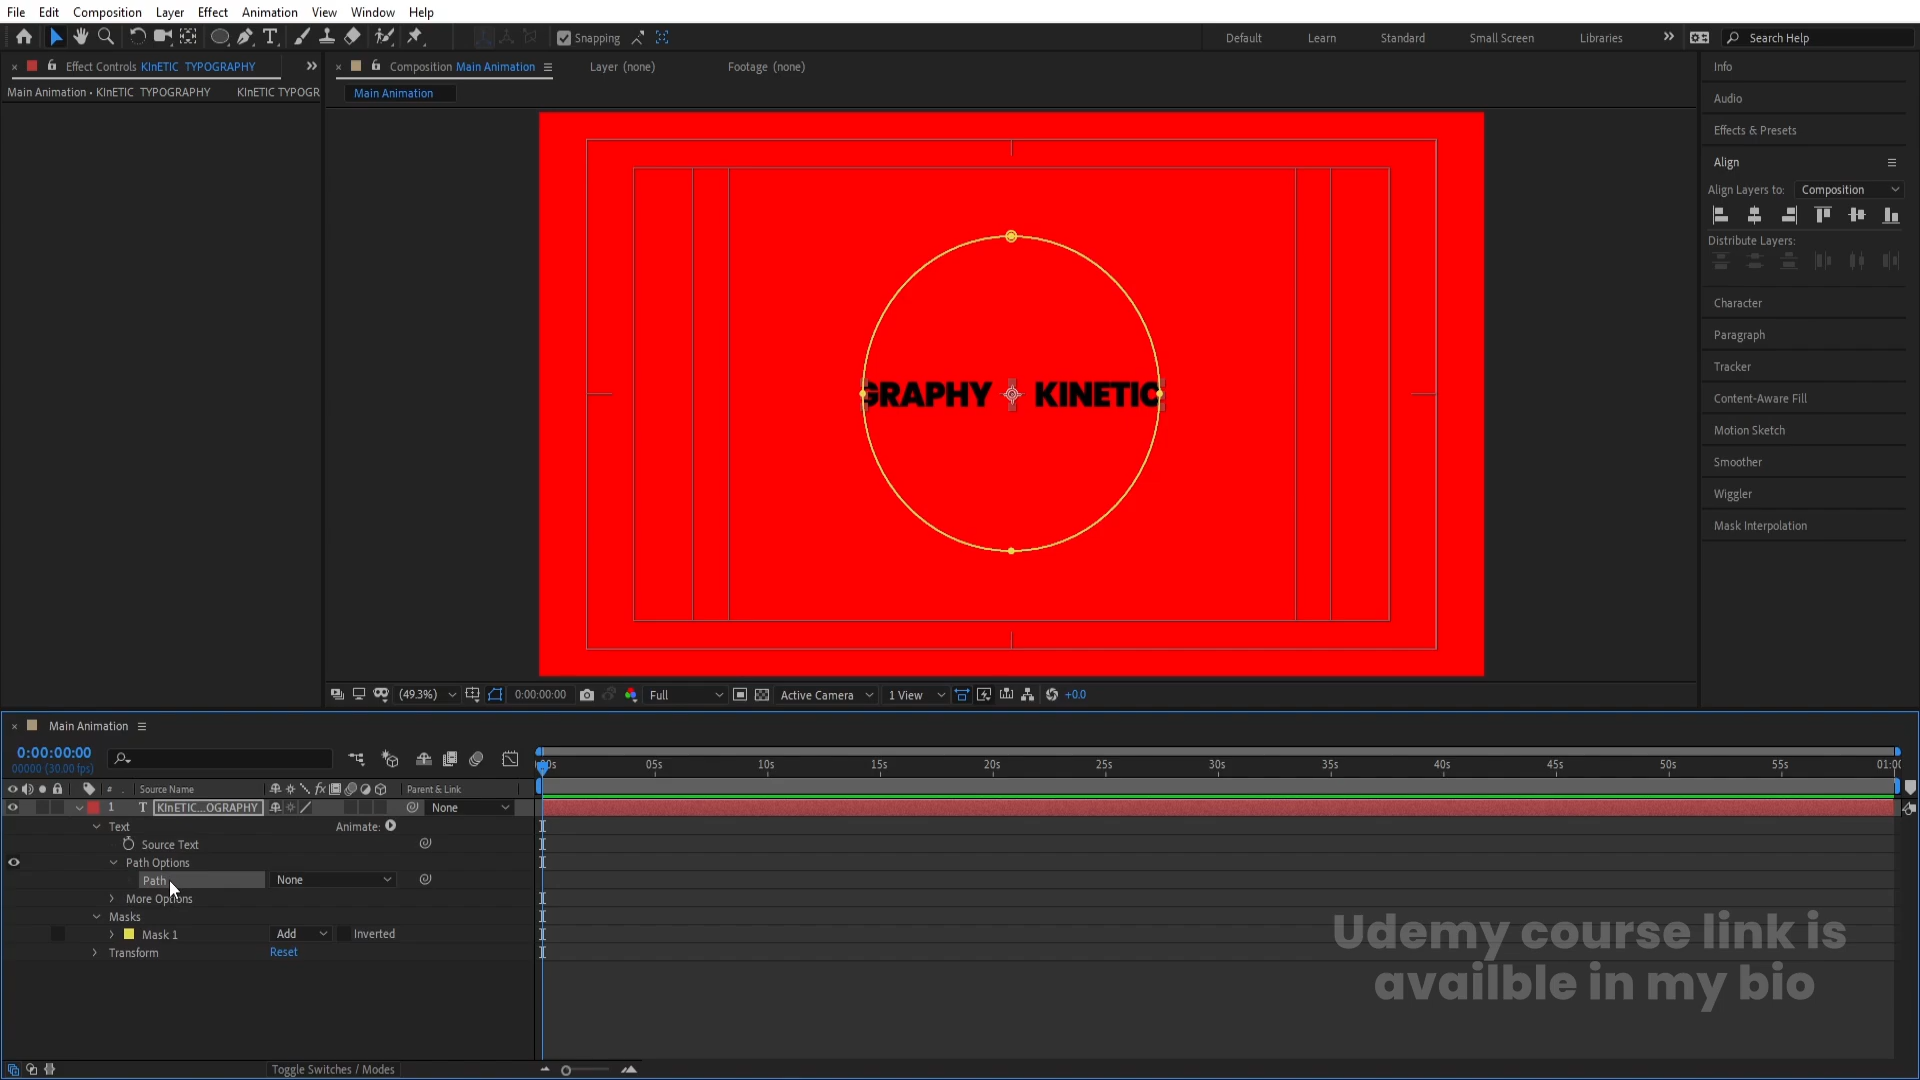 File Edit Composition Layer Effect Animation View Window Help
Snapping Default Learn Standard Small Screen Libraries Search Help
Effect Controls KInETIC TYPOGRAPHY
Composition Main Animation Layer (none) Footage (none)
Main Animation • KInETIC TYPOGRAPHY KINETIC TYPOGR
Main Animation
GRAPHY KINETIC
Info
Audio
Effects & Presets
Align
Align Layers to: Composition
Distribute Layers:
Character
Paragraph
Tracker
Content-Aware Fill
Motion Sketch
Smoother
Wiggler
Mask Interpolation
(49.3%) 0:00:00:00 Full Active Camera 1 View +0.0
Main Animation
0:00:00:00
00000 (30.00 fps)
:00s 05s 10s 15s 20s 25s 30s 35s 40s 45s 50s 55s 01:00
# Source Name fx Parent & Link
1 T KInETIC...OGRAPHY None
Text Animate:
Source Text
Path Options
Path None
More Options
Masks
Mask 1 Add Inverted
Transform Reset
Udemy course link is
availble in my bio
Toggle Switches / Modes